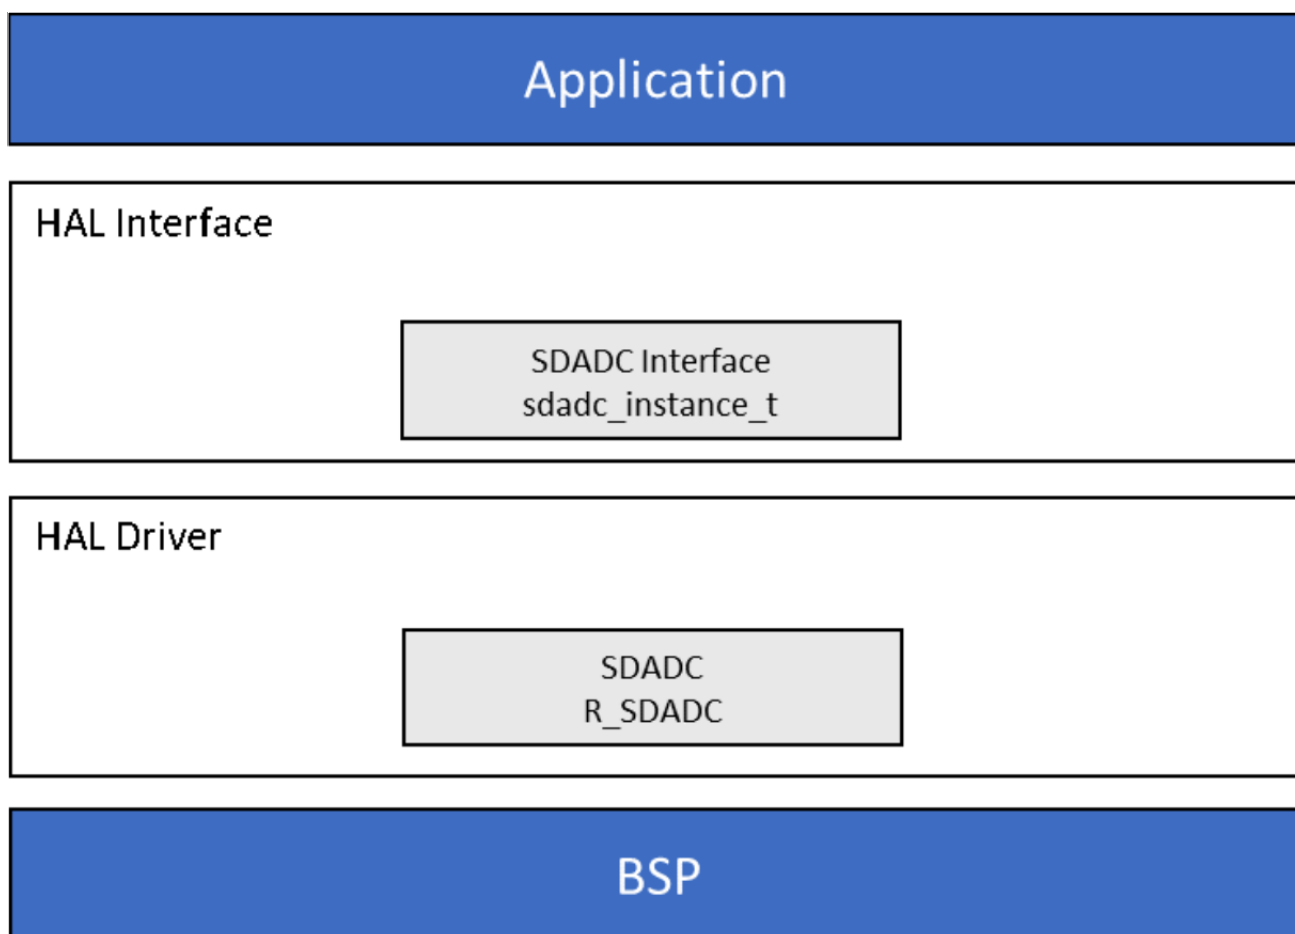 Application
HAL Interface
SDADC Interface
sdadc_instance_t
HAL Driver
SDADC
R_SDADC
BSP